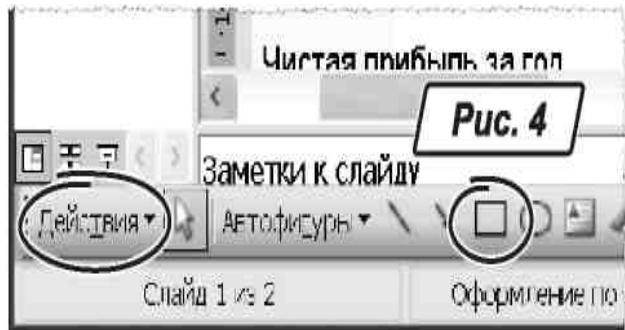 Чистая прибыль за год
Рис. 4
Заметки к слайду
Действия
Автофигуры
Слайд 1 из 2
Оформление по